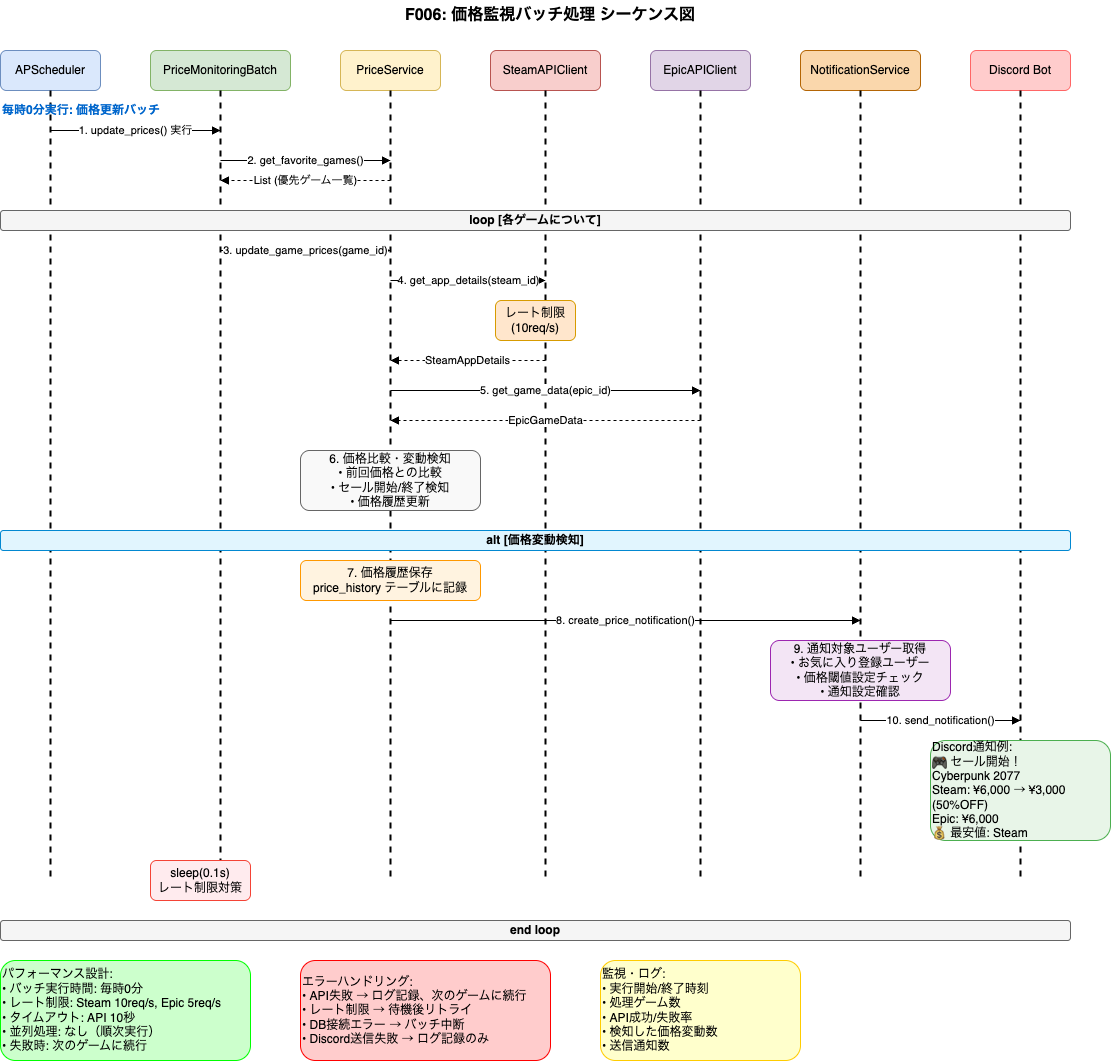 F006: 価格監視バッチ処理 シーケンス図
APScheduler
PriceMonitoringBatch
PriceService
SteamAPIClient
EpicAPIClient
NotificationService
Discord Bot
毎時0分実行: 価格更新バッチ
1. update_prices() 実行
2. get_favorite_games()
List (優先ゲーム一覧)
loop [各ゲームについて]
3. update_game_prices(game_id)
4. get_app_details(steam_id)
レート制限
(10req/s)
SteamAppDetails
5. get_game_data(epic_id)
EpicGameData
6. 価格比較・変動検知
• 前回価格との比較
• セール開始/終了検知
• 価格履歴更新
alt [価格変動検知]
7. 価格履歴保存
price_history テーブルに記録
8. create_price_notification()
9. 通知対象ユーザー取得
• お気に入り登録ユーザー
• 価格閾値設定チェック
• 通知設定確認
10. send_notification()
Discord通知例:
🎮 セール開始！
Cyberpunk 2077
Steam: ¥6,000 → ¥3,000
(50%OFF)
Epic: ¥6,000
💰 最安値: Steam
sleep(0.1s)
レート制限対策
end loop
パフォーマンス設計:
• バッチ実行時間: 毎時0分
• レート制限: Steam 10req/s, Epic 5req/s
• タイムアウト: API 10秒
• 並列処理: なし（順次実行）
• 失敗時: 次のゲームに続行
エラーハンドリング:
• API失敗 → ログ記録、次のゲームに続行
• レート制限 → 待機後リトライ
• DB接続エラー → バッチ中断
• Discord送信失敗 → ログ記録のみ
監視・ログ:
• 実行開始/終了時刻
• 処理ゲーム数
• API成功/失敗率
• 検知した価格変動数
• 送信通知数